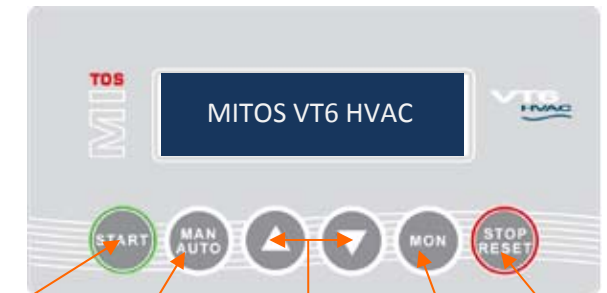 TOS
MI
MITOS VT6 HVAC
VT6
HVAC
START
MAN
AUTO
MON
STOP
RESET